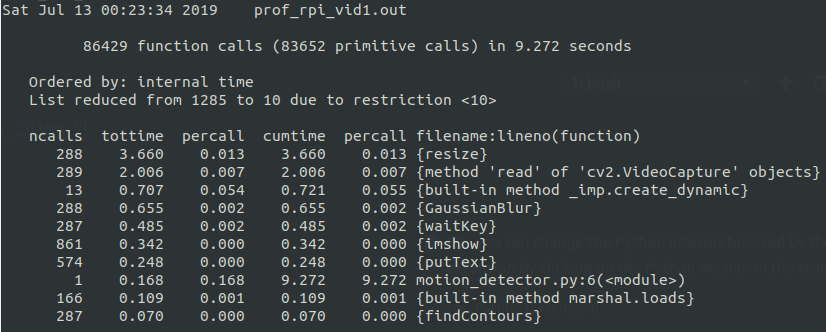 Sat Jul 13 00:23:34 2019    prof_rpi_vid1.out
86429 function calls (83652 primitive calls) in 9.272 seconds
Ordered by: internal time
List reduced from 1285 to 10 due to restriction <10>
ncalls  tottime  percall  cumtime  percall filename:lineno(function)
288    3.660    0.013    3.660    0.013 {resize}
289    2.006    0.007    2.006    0.007 {method 'read' of 'cv2.VideoCapture' objects}
13    0.707    0.054    0.721    0.055 {built-in method _imp.create_dynamic}
288    0.655    0.002    0.655    0.002 {GaussianBlur}
287    0.485    0.002    0.485    0.002 {waitKey}
861    0.342    0.000    0.342    0.000 {imshow}
574    0.248    0.000    0.248    0.000 {putText}
1    0.168    0.168    9.272    9.272 motion_detector.py:6(<module>)
166    0.109    0.001    0.109    0.001 {built-in method marshal.loads}
287    0.070    0.000    0.070    0.000 {findContours}